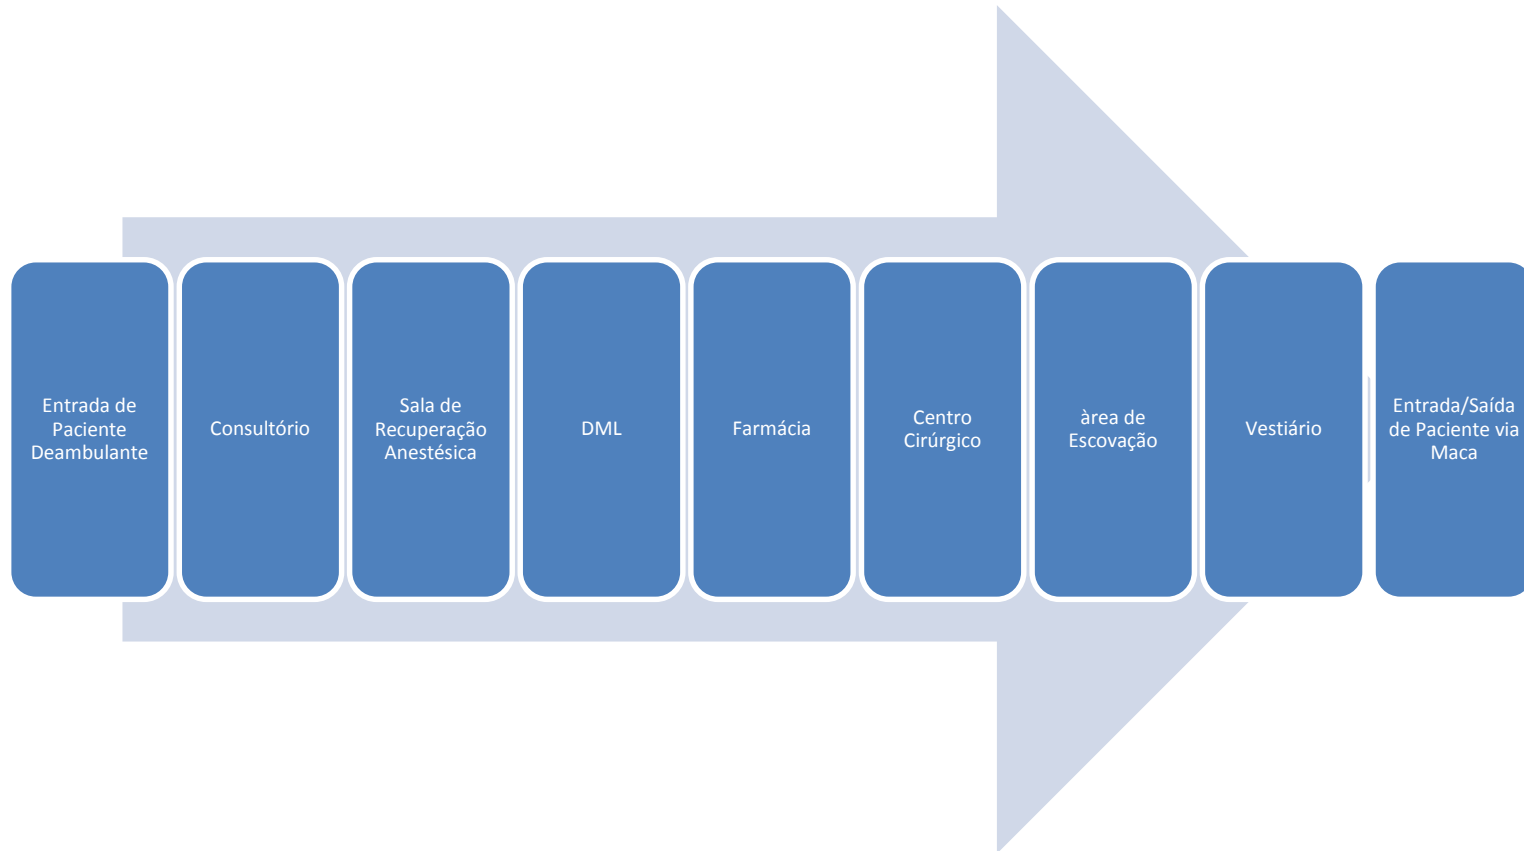 Entrada de
Paciente
Deambulante
Consultório
Sala de
Recuperação
Anestésica
DML
Farmácia
Centro
Cirúrgico
àrea de
Escovação
Vestiário
Entrada/Saída
de Paciente via
Maca